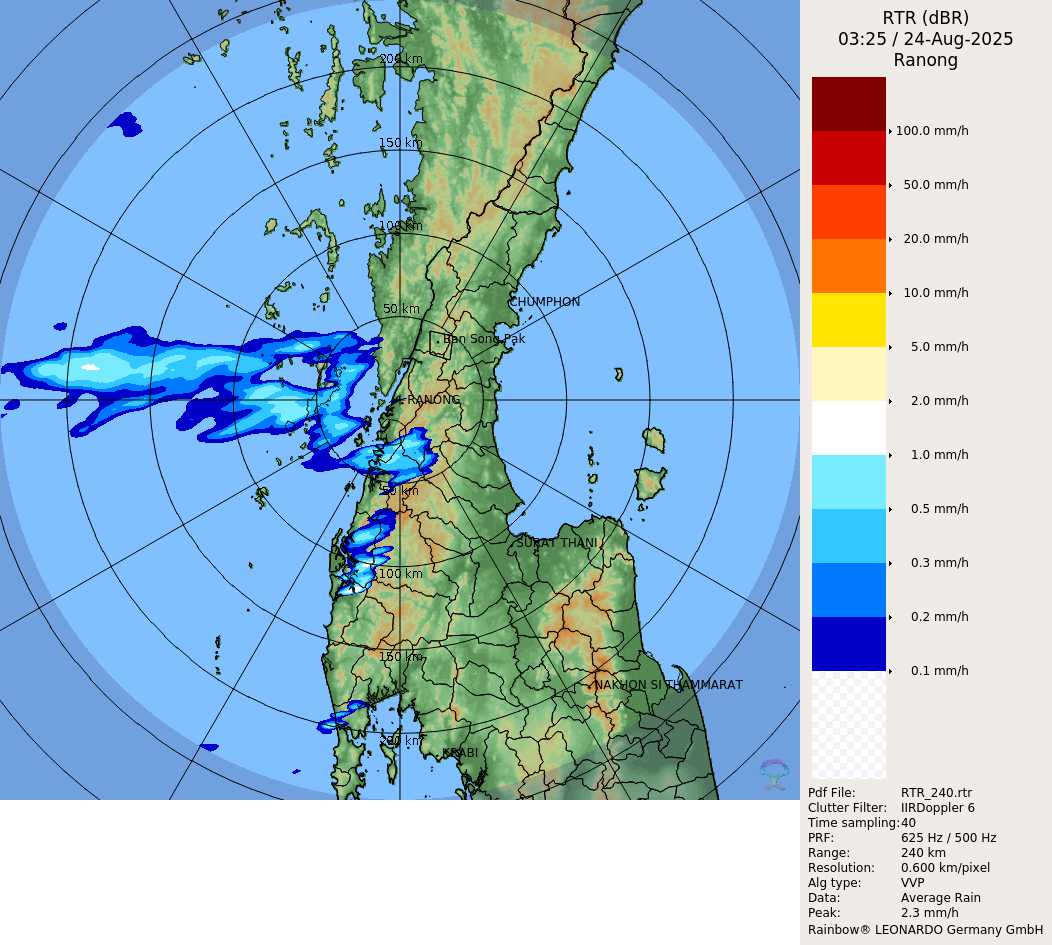 RTR (dBR)
03:25 / 24-Aug-2025
Ranong
100.0 mm/h
50.0 mm/h
20.0 mm/h
10.0 mm/h
5.0 mm/h
2.0 mm/h
1.0 mm/h
0.5 mm/h
0.3 mm/h
0.2 mm/h
0.1 mm/h
200 km
150 km
100 km
50 km
CHUMPHON
Ban Song Pak
RANONG
50 km
SURAT THANI
100 km
150 km
NAKHON SI THAMMARAT
200 km
KRABI
Pdf File: RTR_240.rtr
Clutter Filter: IIRDoppler 6
Time sampling: 40
PRF: 625 Hz / 500 Hz
Range: 240 km
Resolution: 0.600 km/pixel
Alg type: VVP
Data: Average Rain
Peak: 2.3 mm/h
Rainbow® LEONARDO Germany GmbH